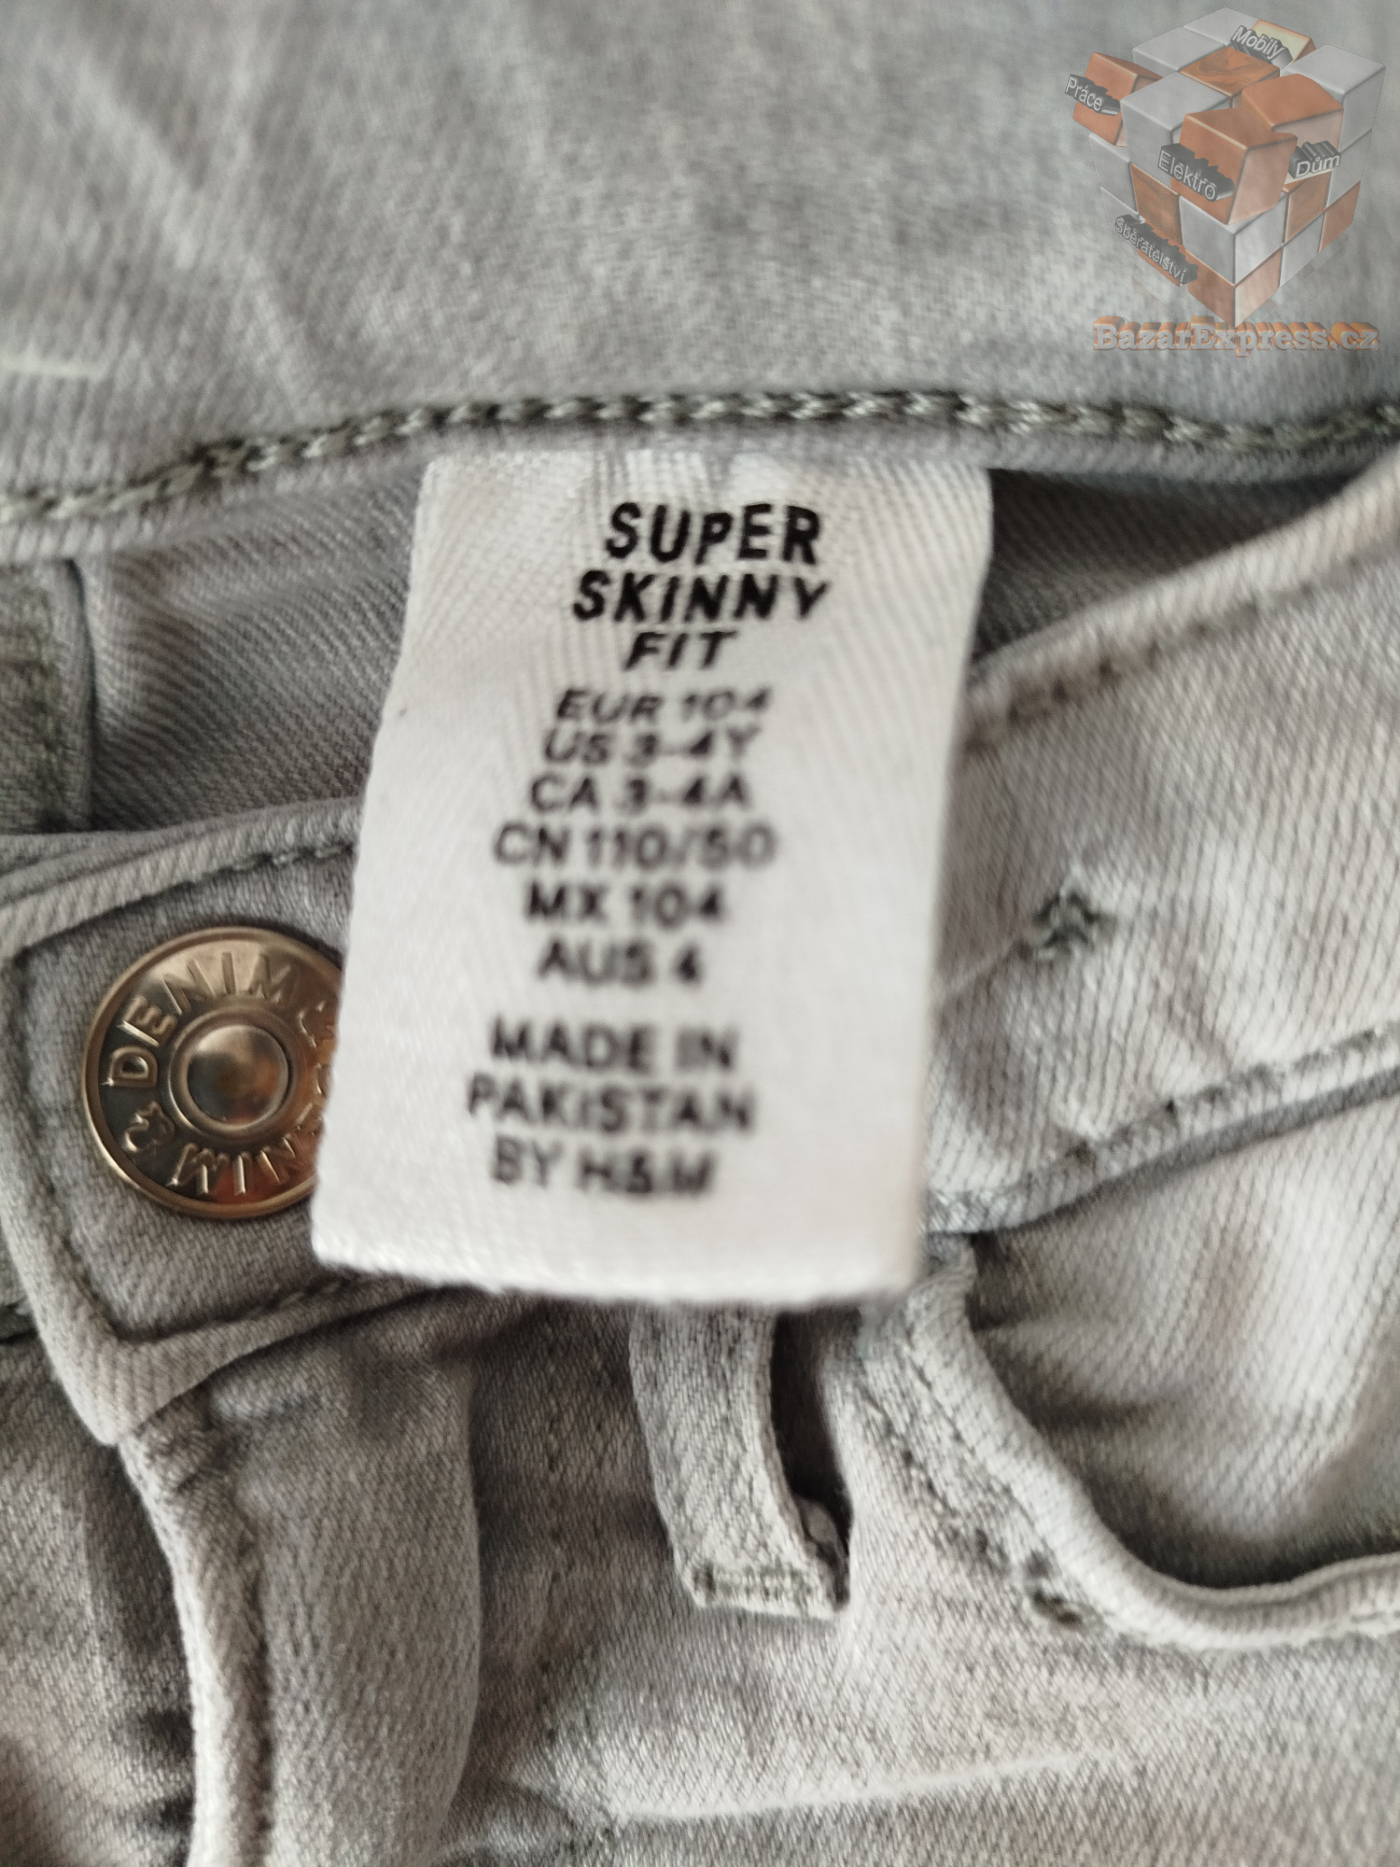 Mobily
Práce
Elektro
Dům
Sběratelství
BazarExpress.cz
SUPER
SKINNY
FIT
EUR 104
US 3-4Y
CA 3-4A
CN 110/50
MX 104
AUS 4
MADE IN
PAKISTAN
BY H&M
DENIM &
DENIM &